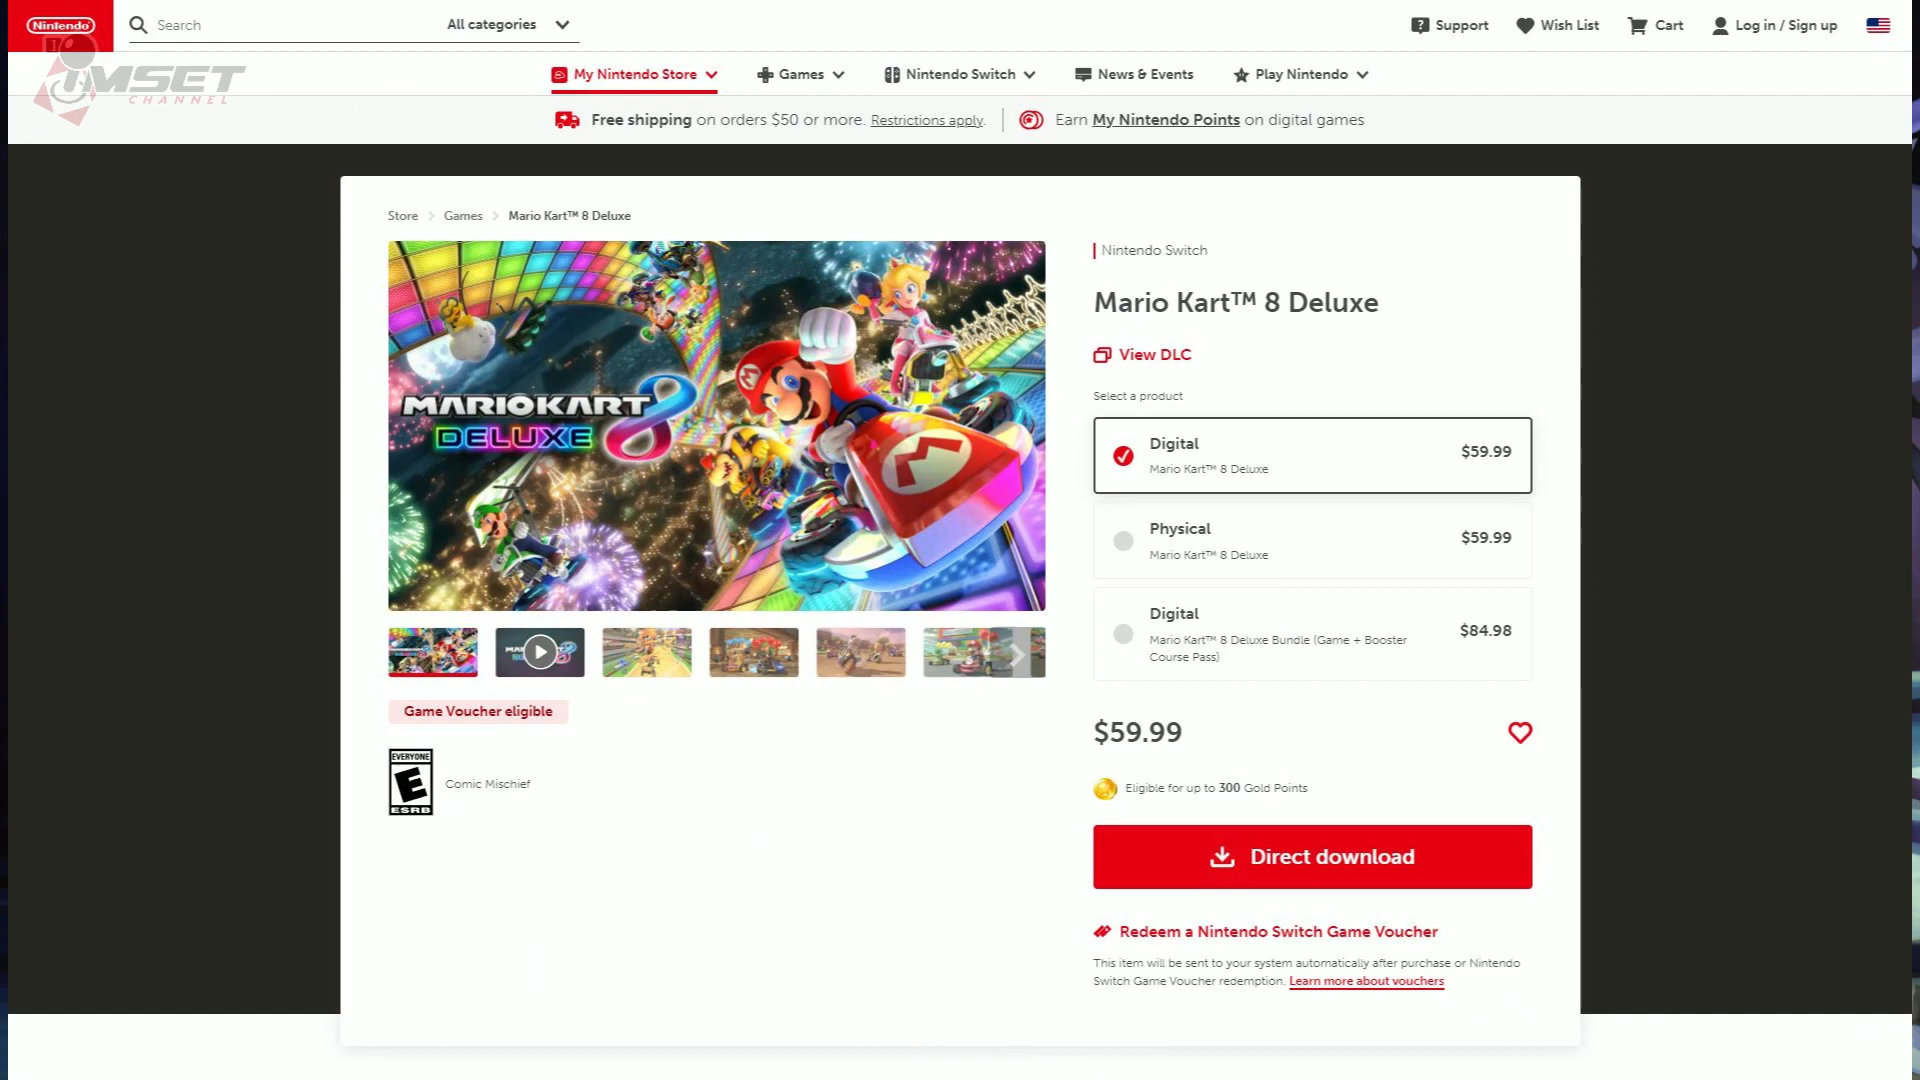 Nintendo
Search
All categories
Support
Wish List
Cart
Log in / Sign up
IMSET
CHANNEL
My Nintendo Store
Games
Nintendo Switch
News & Events
Play Nintendo
Free shipping on orders $50 or more. Restrictions apply.
Earn My Nintendo Points on digital games
Store
Games
Mario Kart™ 8 Deluxe
MARIOKART 8
DELUXE
Game Voucher eligible
EVERYONE
E
ESRB
Comic Mischief
Nintendo Switch
Mario Kart™ 8 Deluxe
View DLC
Select a product
Digital
Mario Kart™ 8 Deluxe
$59.99
Physical
Mario Kart™ 8 Deluxe
$59.99
Digital
Mario Kart™ 8 Deluxe Bundle (Game + Booster
Course Pass)
$84.98
$59.99
Eligible for up to 300 Gold Points
Direct download
Redeem a Nintendo Switch Game Voucher
This item will be sent to your system automatically after purchase or Nintendo
Switch Game Voucher redemption. Learn more about vouchers